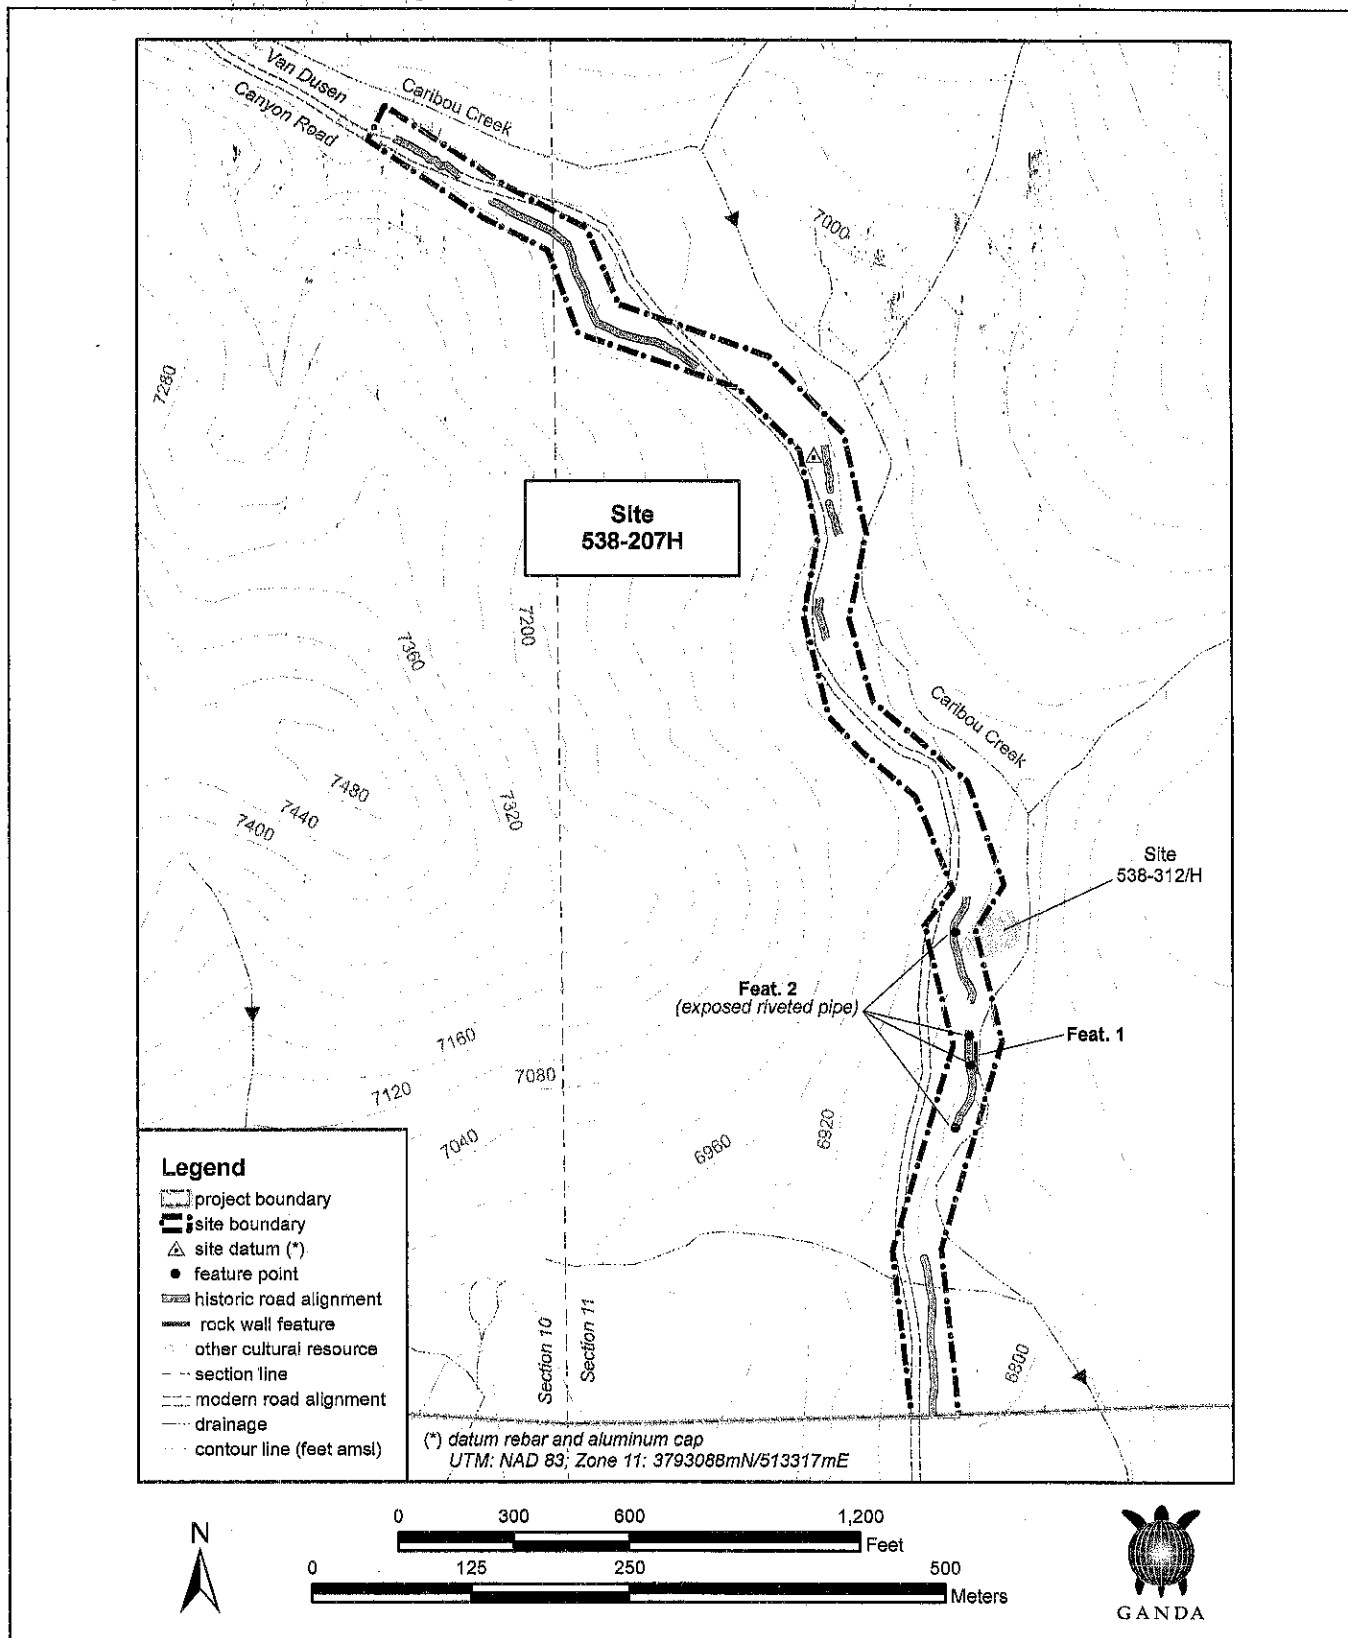 Van Dusen
Canyon Road
Caribou Creek
7000
7280
Site
538-207H
7200
7360
Caribou Creek
7480
7440
7400
7320
Site
538-312/H
Feat. 2
(exposed riveted pipe)
Feat. 1
7160
7080
7120
7040
6960
6920
Legend
project boundary
site boundary
site datum (*)
feature point
historic road alignment
rock wall feature
other cultural resource
section line
modern road alignment
drainage
contour line (feet amsl)
Section 10
Section 11
6800
(*) datum rebar and aluminum cap
UTM: NAD 83; Zone 11: 3793088mN/513317mE
N
0 300 600 1,200
Feet
0 125 250 500
Meters
GANDA